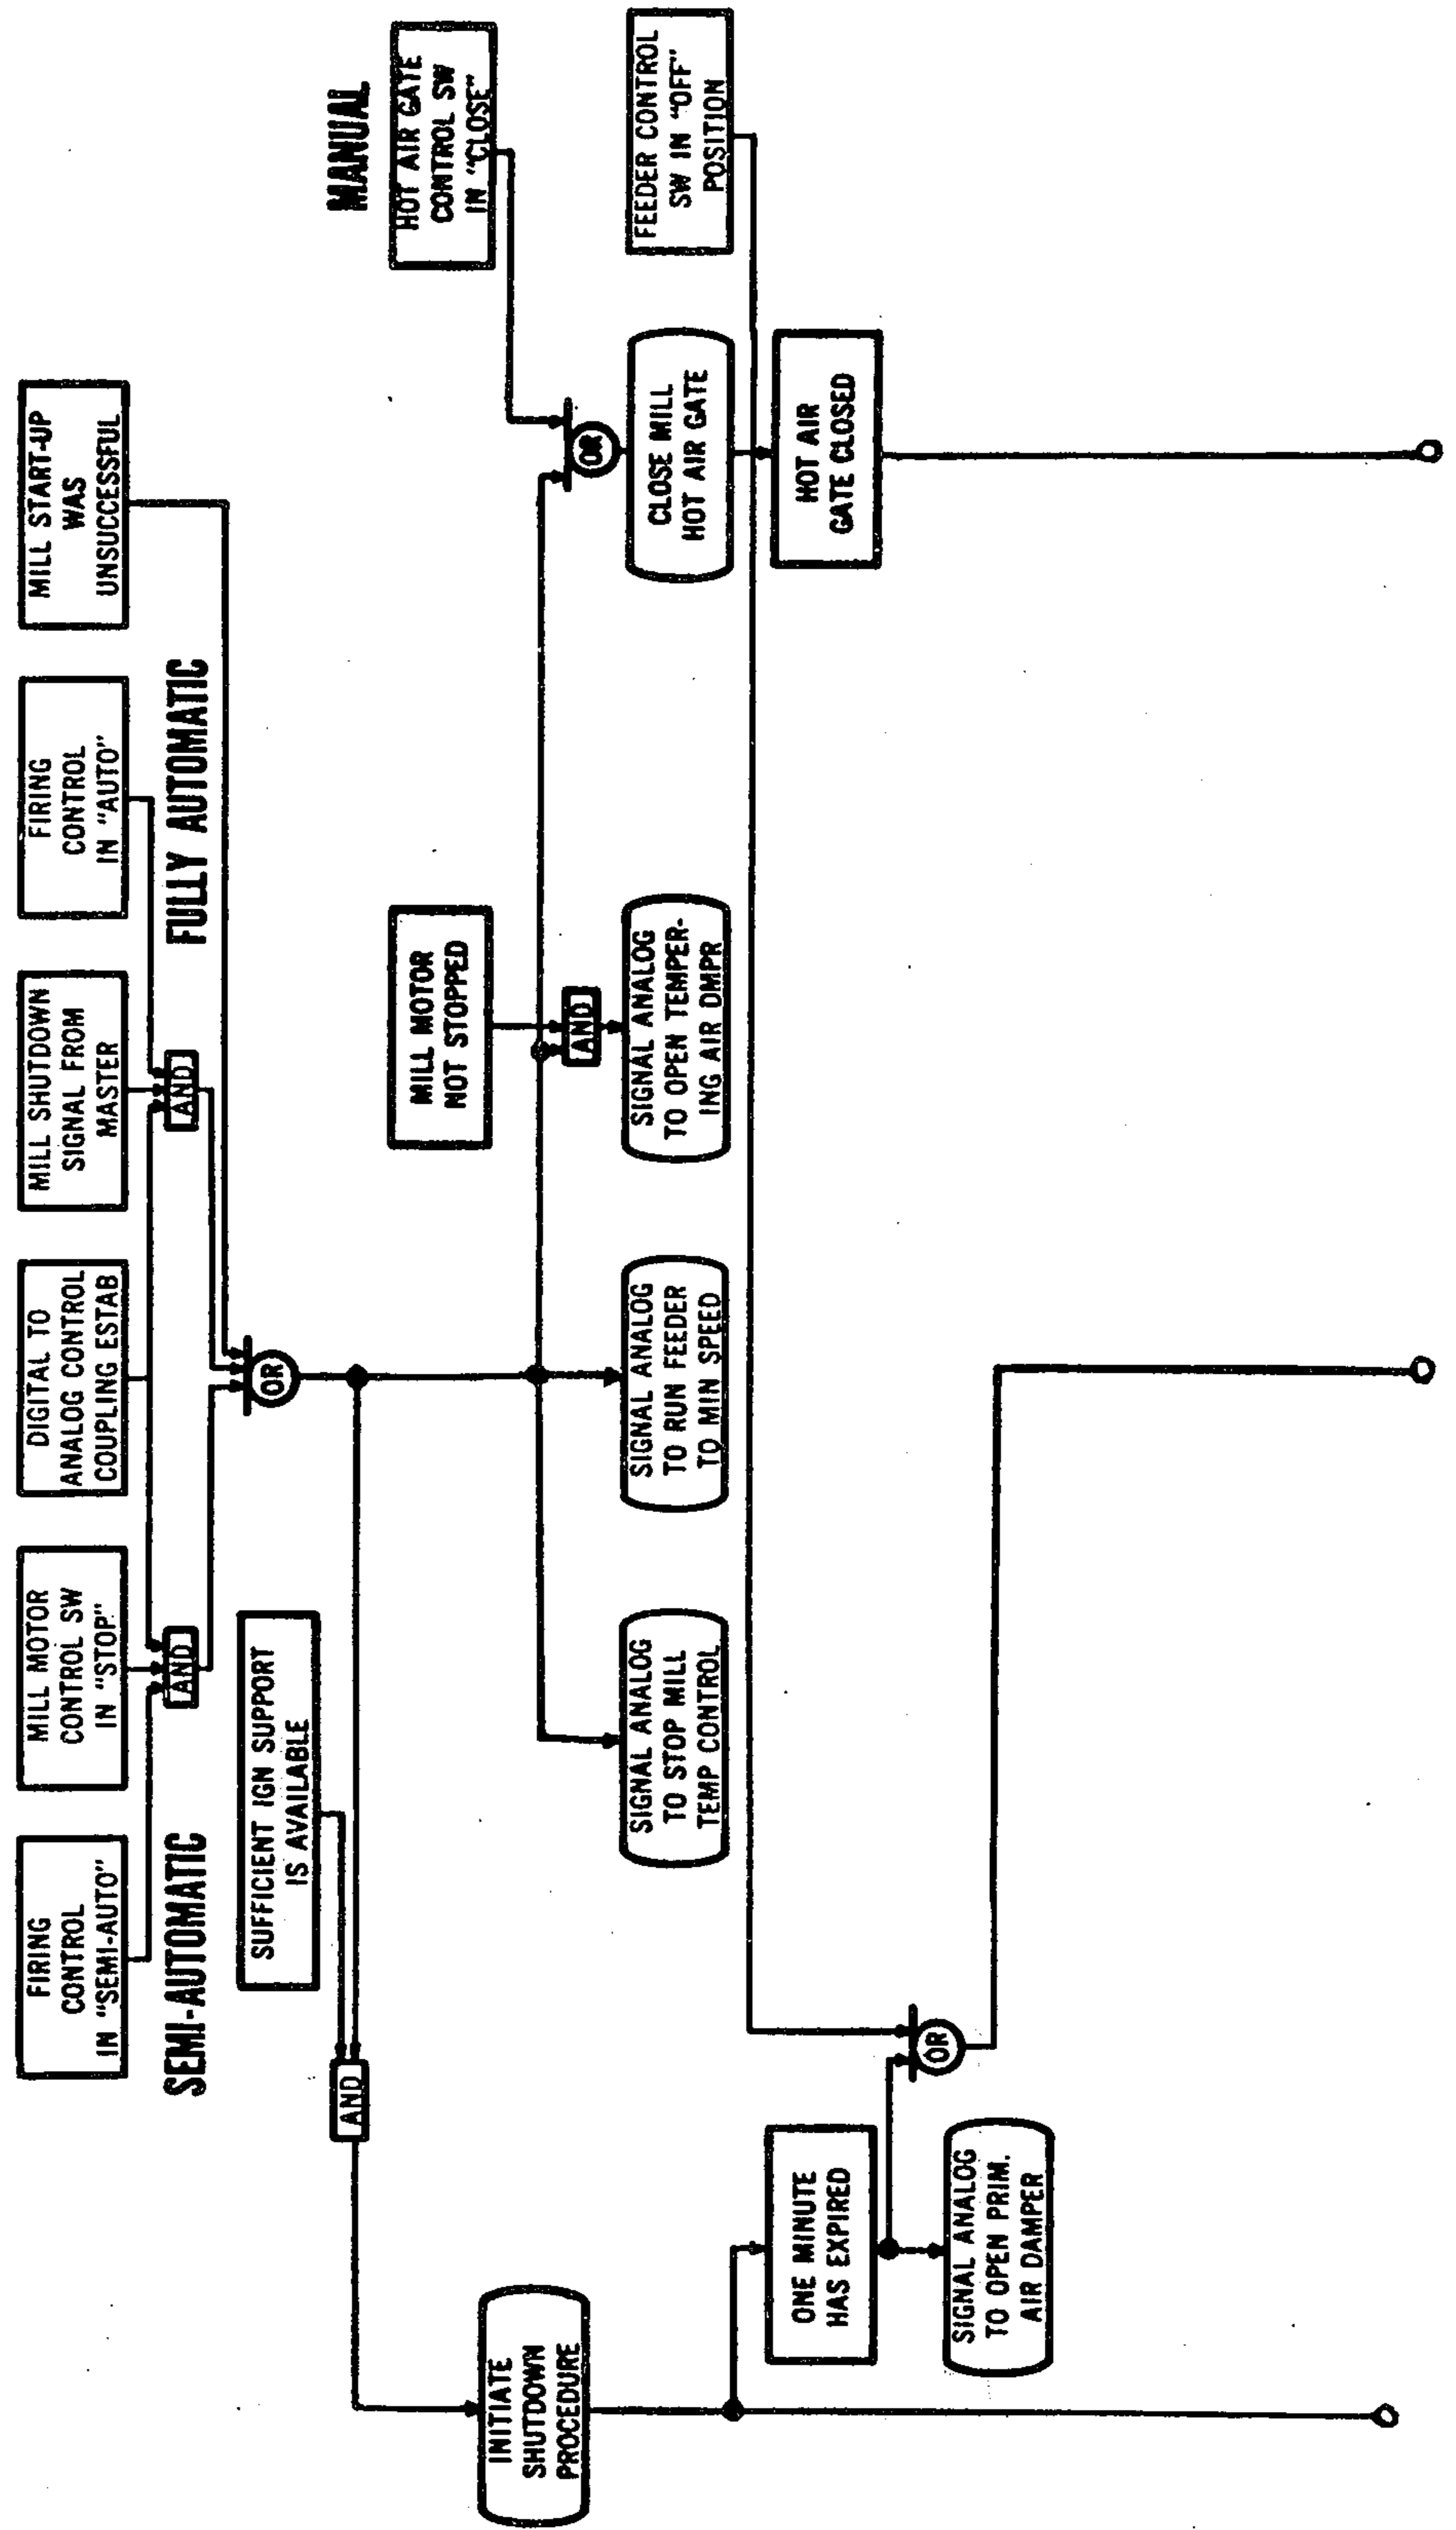 FIRING
CONTROL
IN "SEMI-AUTO"
MILL MOTOR
CONTROL SW
IN "STOP"
DIGITAL TO
ANALOG CONTROL
COUPLING ESTAB
MILL SHUTDOWN
SIGNAL FROM
MASTER
FIRING
CONTROL
IN "AUTO"
MILL START-UP
WAS
UNSUCCESSFUL
SEMI-AUTOMATIC
AND
AND
FULLY AUTOMATIC
SUFFICIENT IGN SUPPORT
IS AVAILABLE
OR
AND
MANUAL
MILL MOTOR
NOT STOPPED
HOT AIR GATE
CONTROL SW
IN "CLOSE"
INITIATE
SHUTDOWN
PROCEDURE
AND
OR
SIGNAL ANALOG
TO STOP MILL
TEMP CONTROL
SIGNAL ANALOG
TO RUN FEEDER
TO MIN SPEED
SIGNAL ANALOG
TO OPEN TEMPER-
ING AIR DMPR
CLOSE MILL
HOT AIR GATE
FEEDER CONTROL
SW IN "OFF"
POSITION
ONE MINUTE
HAS EXPIRED
HOT AIR
GATE CLOSED
OR
SIGNAL ANALOG
TO OPEN PRIM.
AIR DAMPER